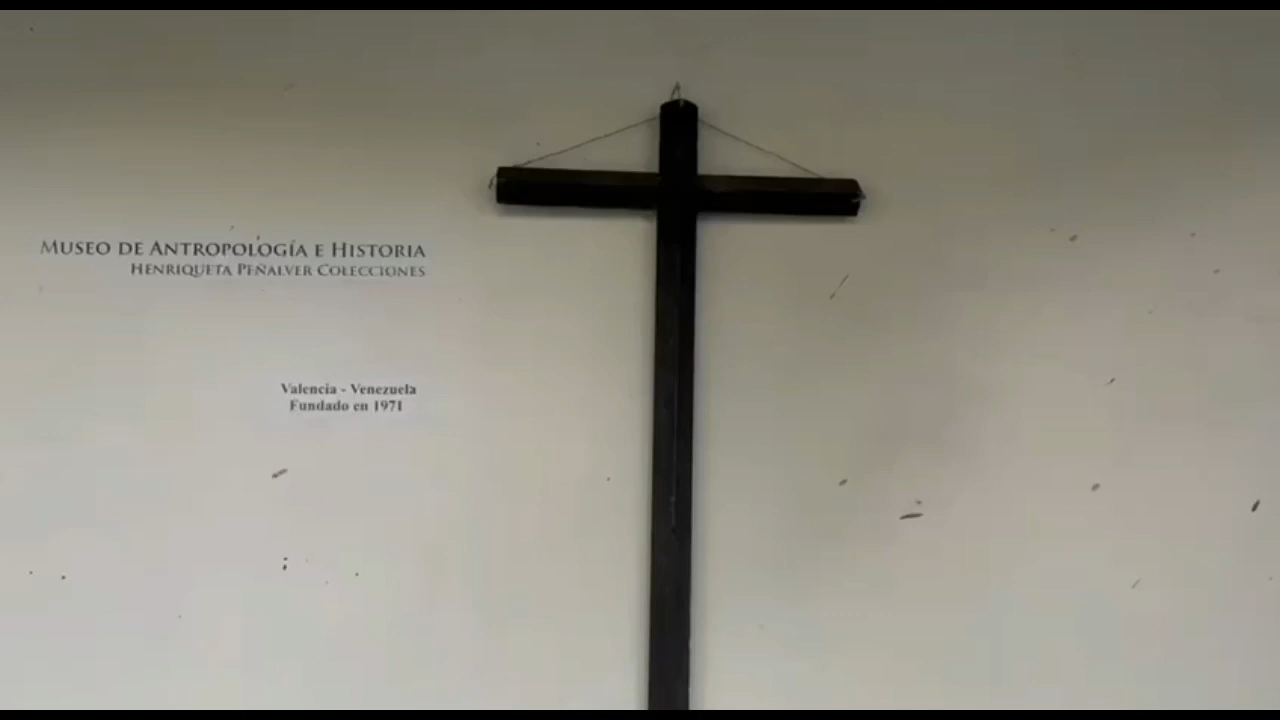 Museo de Antropología e Historia
Henriqueta Peñalver Colecciones
Valencia - Venezuela
Fundado en 1971